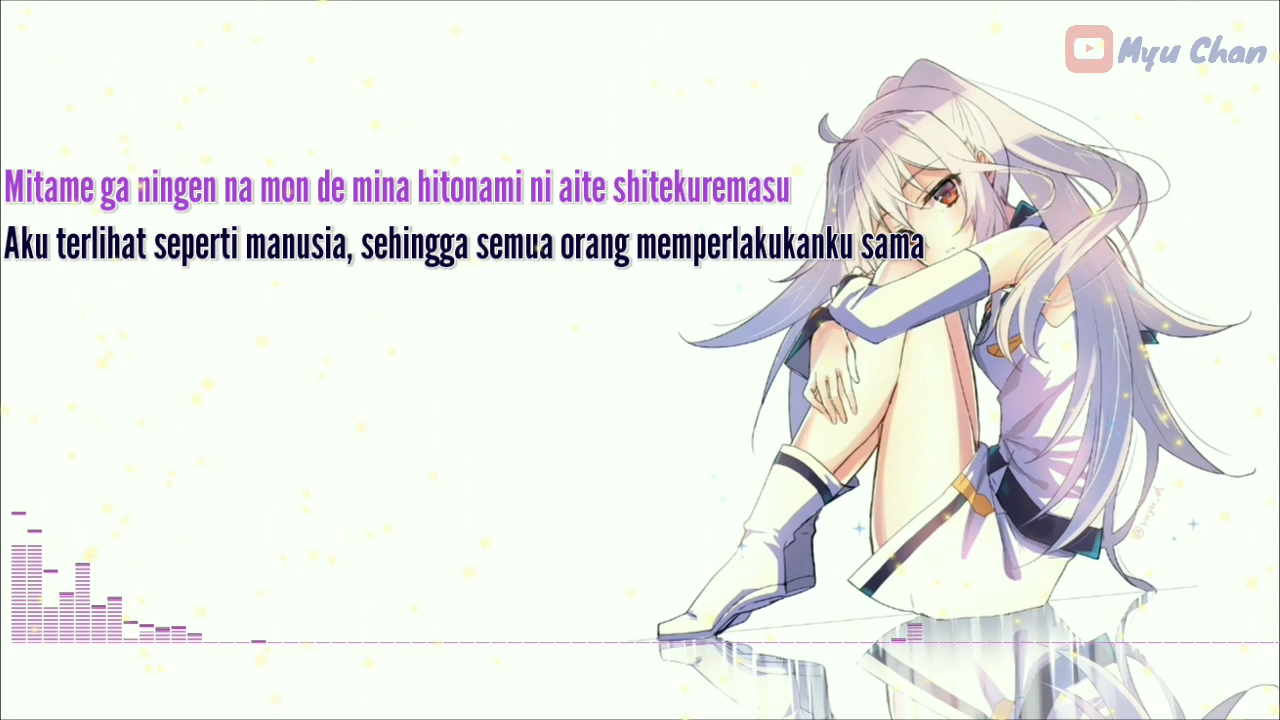 Myu Chan
Mitame ga ningen na mon de mina hitonami ni aite shitekuremasu
Aku terlihat seperti manusia, sehingga semua orang memperlakukanku sama